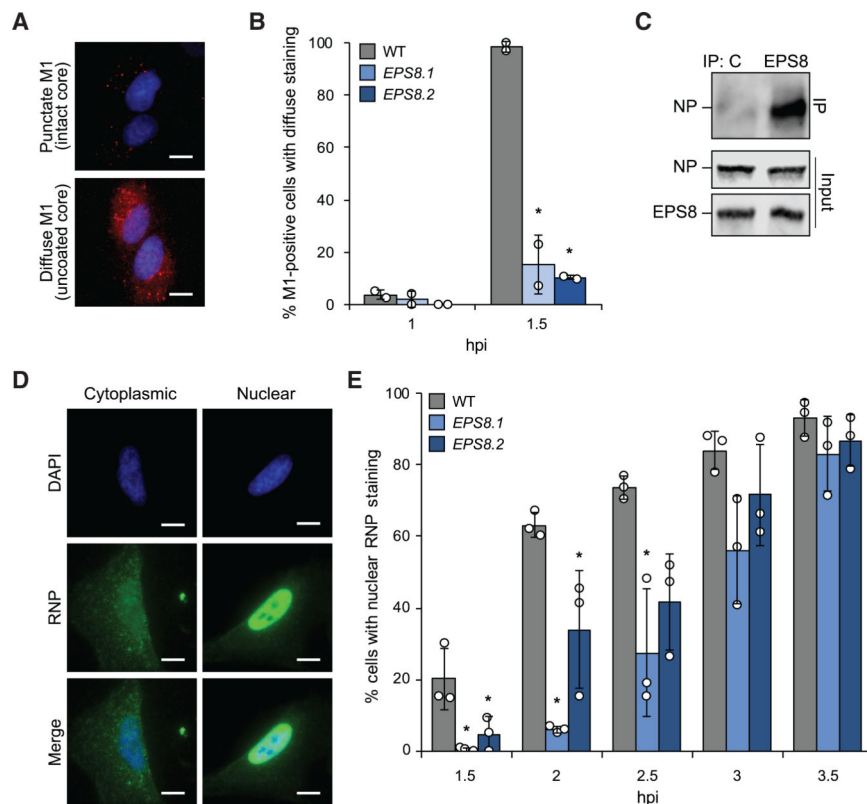 A
Punctate M1
(intact core)
Diffuse M1
(uncoated core)
B
% M1-positive cells with diffuse staining
100
80
60
40
20
0
WT
EPS8.1
EPS8.2
*
*
1
1.5
hpi
C
IP: C EPS8
NP
IP
NP
EPS8
Input
D
Cytoplasmic Nuclear
DAPI
RNP
Merge
E
% cells with nuclear RNP staining
100
80
60
40
20
0
WT
EPS8.1
EPS8.2
*
*
*
*
*
1.5
2
2.5
3
3.5
hpi